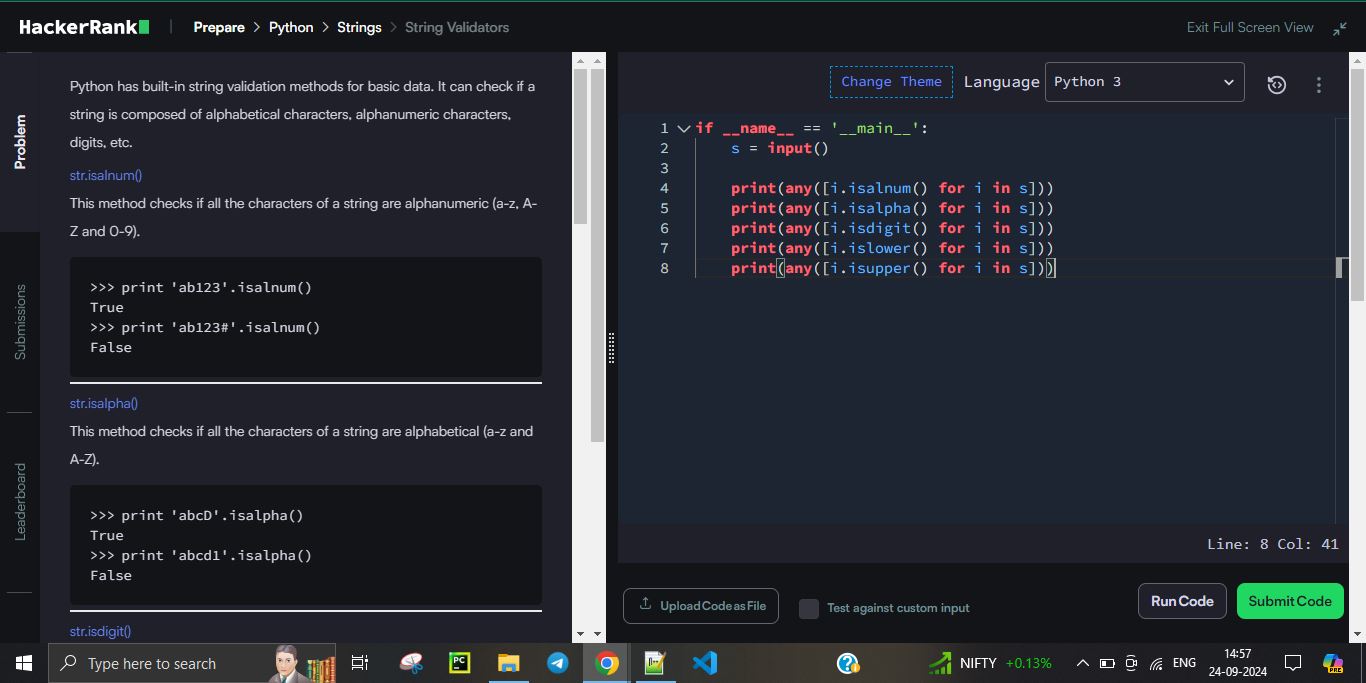 HackerRank
Prepare > Python > Strings > String Validators
Exit Full Screen View
Problem
Submissions
Leaderboard
Python has built-in string validation methods for basic data. It can check if a
string is composed of alphabetical characters, alphanumeric characters,
digits, etc.
str.isalnum()
This method checks if all the characters of a string are alphanumeric (a-z, A-
Z and 0-9).
>>> print 'ab123'.isalnum()
True
>>> print 'ab123#'.isalnum()
False
str.isalpha()
This method checks if all the characters of a string are alphabetical (a-z and
A-Z).
>>> print 'abcD'.isalpha()
True
>>> print 'abcd1'.isalpha()
False
str.isdigit()
Change Theme Language Python 3
1 if __name__ == '__main__':
2 s = input()
3
4 print(any([i.isalnum() for i in s]))
5 print(any([i.isalpha() for i in s]))
6 print(any([i.isdigit() for i in s]))
7 print(any([i.islower() for i in s]))
8 print(any([i.isupper() for i in s]))
Line: 8 Col: 41
Upload Code as File
Test against custom input
Run Code
Submit Code
Type here to search
PC
NIFTY +0.13%
ENG
14:57
24-09-2024
PRE